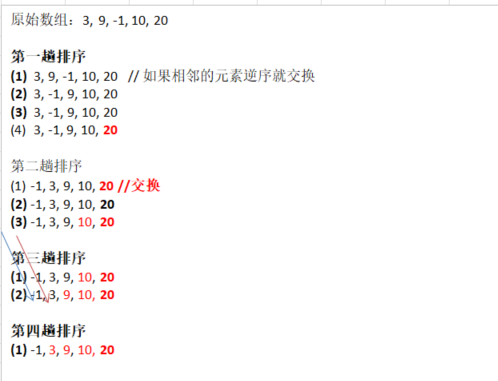 原始数组：3, 9, -1, 10, 20
第一趟排序
(1) 3, 9, -1, 10, 20 // 如果相邻的元素逆序就交换
(2) 3, -1, 9, 10, 20
(3) 3, -1, 9, 10, 20
(4) 3, -1, 9, 10, 20
第二趟排序
(1) -1, 3, 9, 10, 20 //交换
(2) -1, 3, 9, 10, 20
(3) -1, 3, 9, 10, 20
第三趟排序
(1) -1, 3, 9, 10, 20
(2) -1, 3, 9, 10, 20
第四趟排序
(1) -1, 3, 9, 10, 20